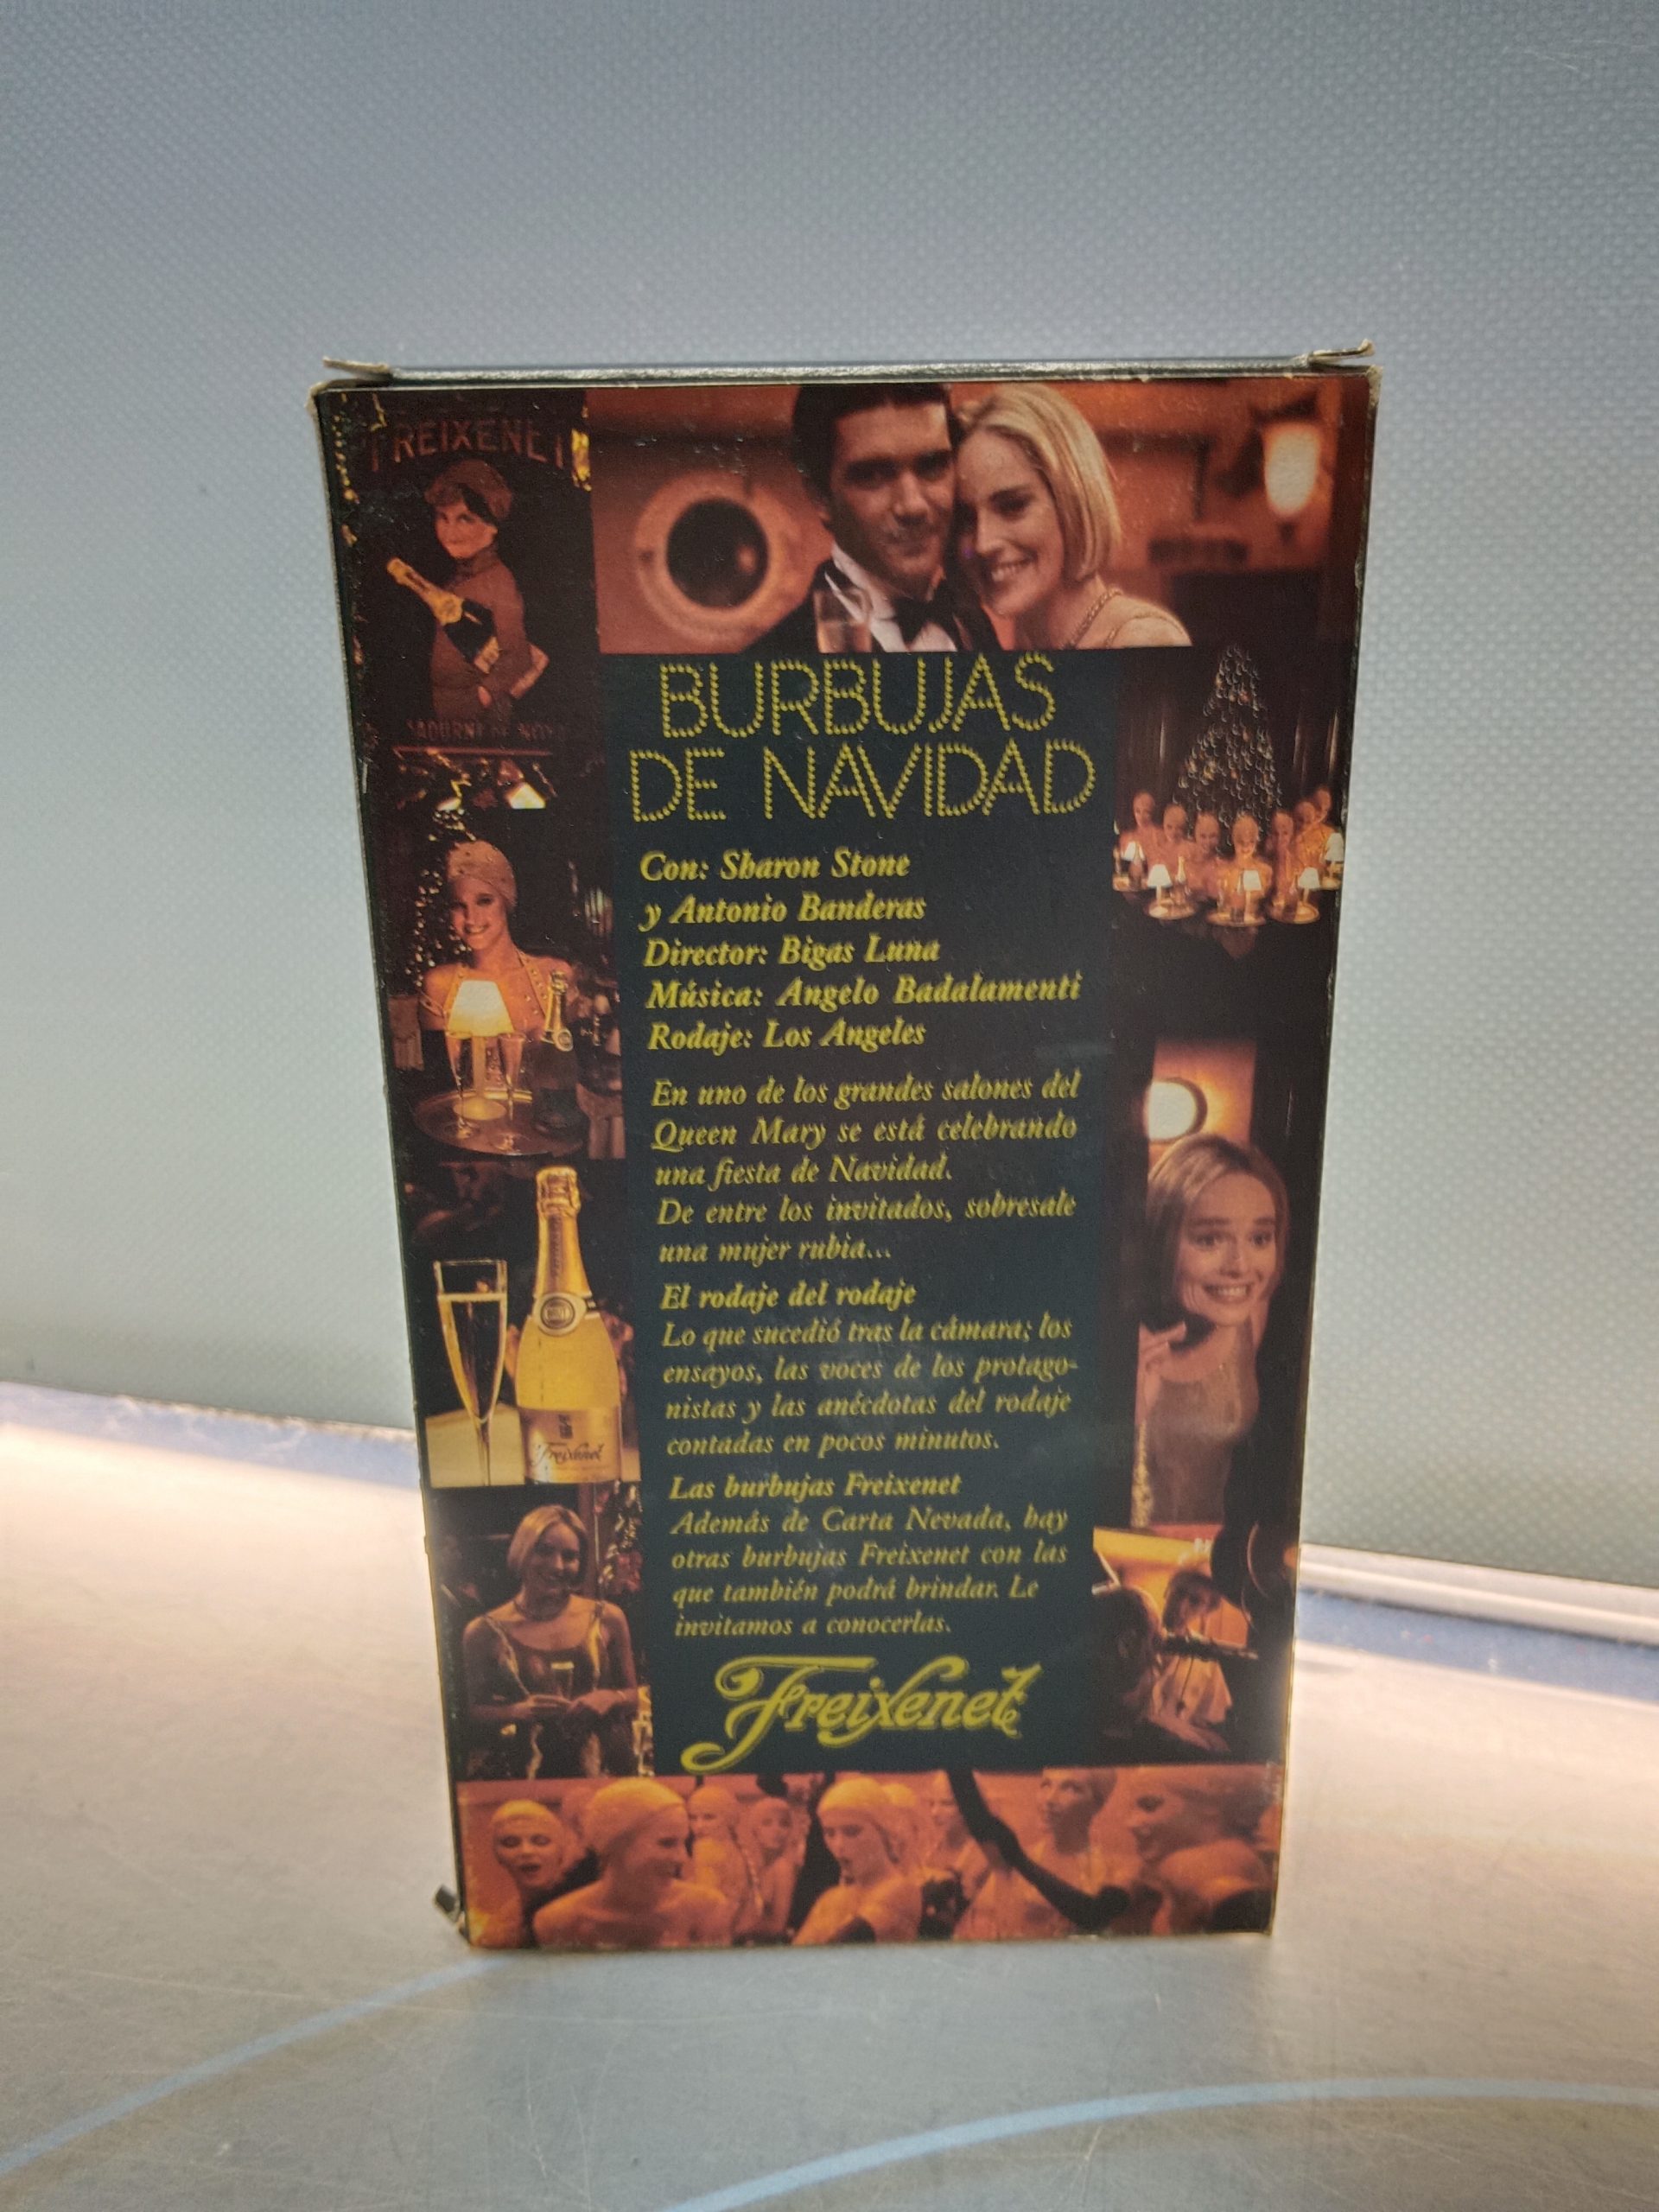 FREIXENET
BURBUJAS
DE NAVIDAD
Con: Sharon Stone
y Antonio Banderas
Director: Bigas Luna
Música: Angelo Badalamenti
Rodaje: Los Angeles
En uno de los grandes salones del
Queen Mary se está celebrando
una fiesta de Navidad.
De entre los invitados, sobresale
una mujer rubia...
El rodaje del rodaje
Lo que sucedió tras la cámara; los
ensayos, las voces de los protago-
nistas y las anécdotas del rodaje
contadas en pocos minutos.
Las burbujas Freixenet
Además de Carta Nevada, hay
otras burbujas Freixenet con las
que también podrá brindar. Le
invitamos a conocerlas.
Freixenet
Freixenet